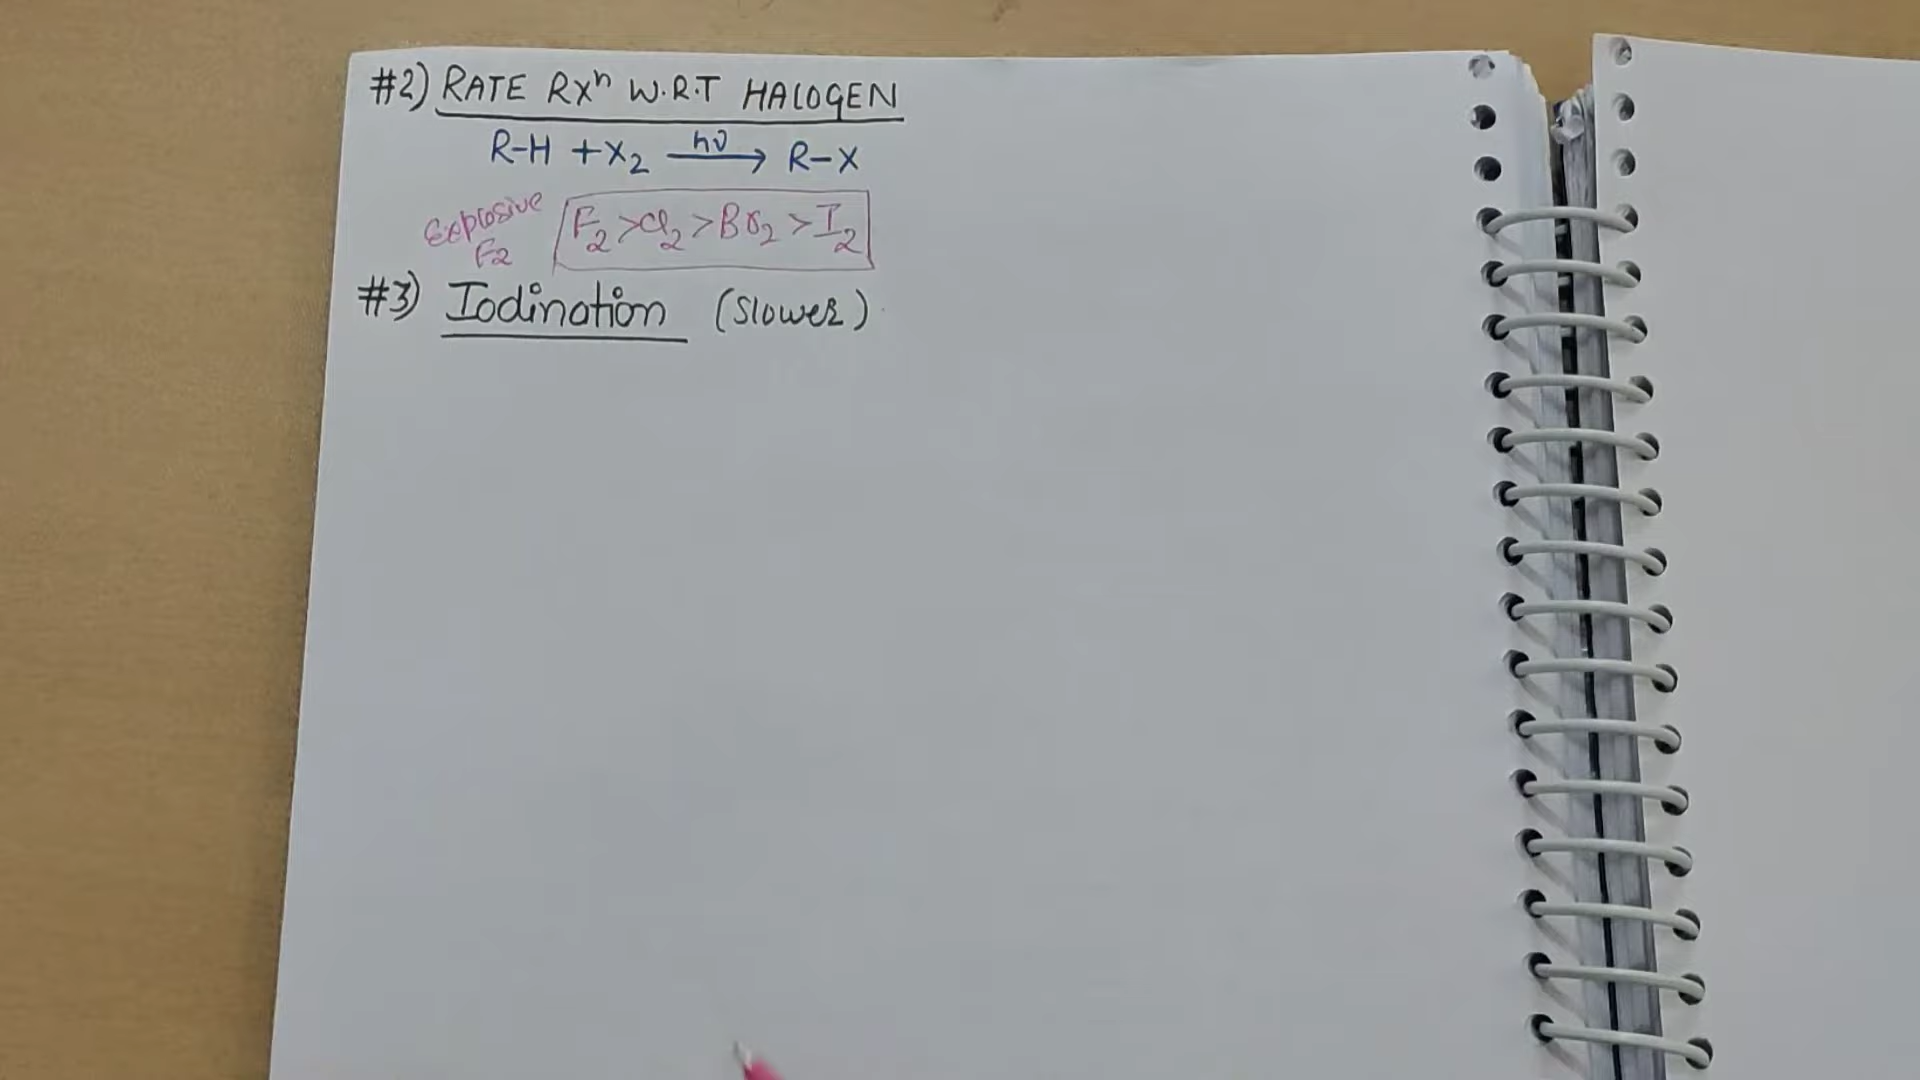 #2) RATE RXⁿ W.R.T HALOGEN
R-H + X₂ —hν→ R-X
Explosive F₂
F₂ > Cl₂ > Br₂ > I₂
#3) Iodination (Slower)